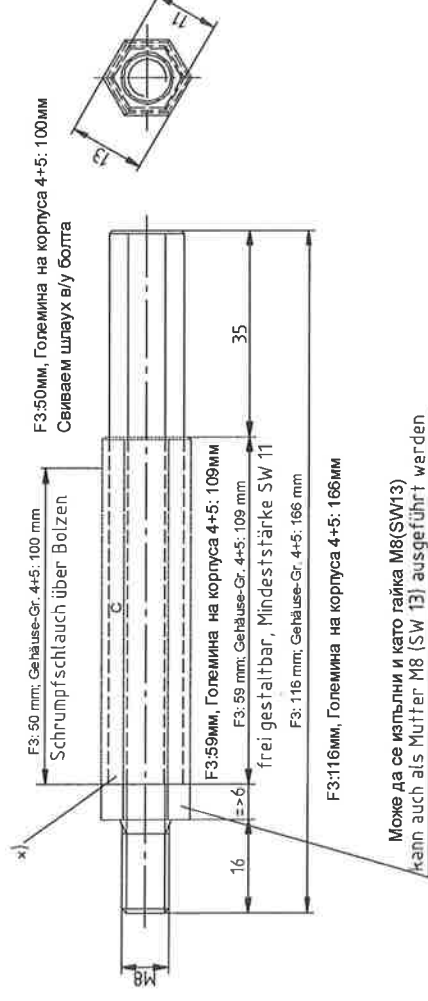 F3:50мм, Големина на корпуса 4+5: 100мм
Свиваем шлаух в/у болта
F3: 50 mm; Gehäuse-Gr. 4+5: 100 mm
Schrumpfschlauch über Bolzen
x)
C
M8
16
=>6
35
13
11
F3:59мм, Големина на корпуса 4+5: 109мм
F3: 59 mm; Gehäuse-Gr. 4+5: 109 mm
frei gestaltbar, Mindeststärke SW 11
F3: 116 mm; Gehäuse-Gr. 4+5: 166 mm
F3:116мм, Големина на корпуса 4+5: 166мм
Може да се изпълни и като гайка М8(SW13)
kann auch als Mutter M8 (SW 13) ausgeführt werden